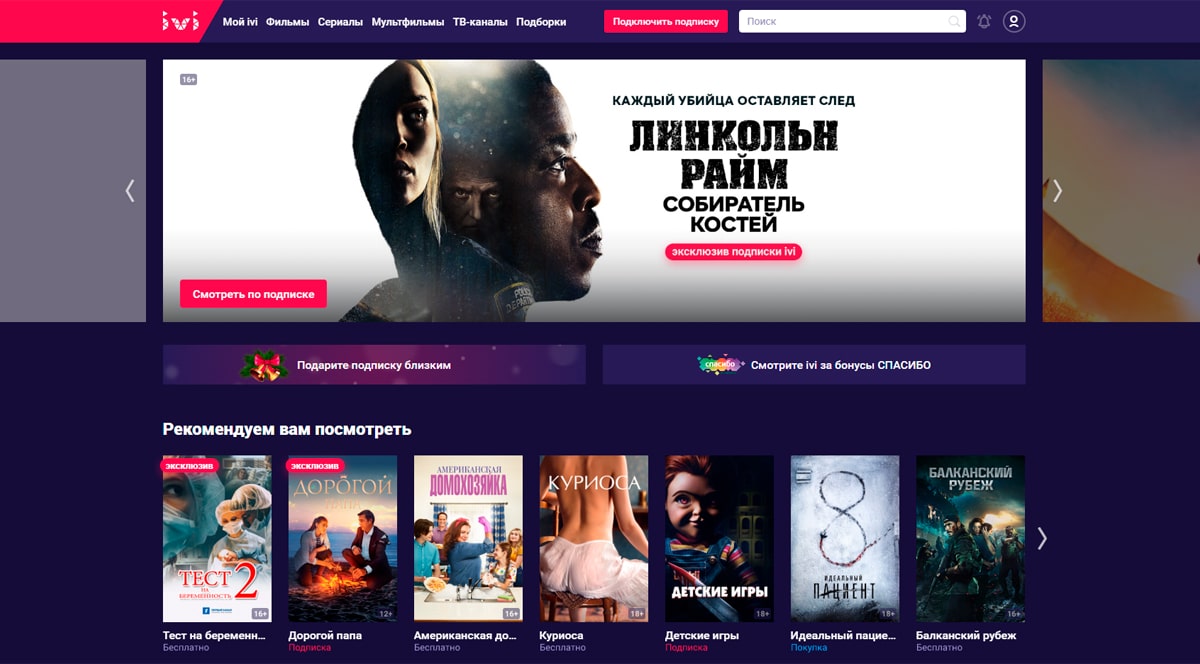 ivi
Мой ivi Фильмы Сериалы Мультфильмы ТВ-каналы Подборки
Подключить подписку
Поиск
16+
КАЖДЫЙ УБИЙЦА ОСТАВЛЯЕТ СЛЕД
ЛИНКОЛЬН
РАЙМ
СОБИРАТЕЛЬ
КОСТЕЙ
эксклюзив подписки ivi
Смотреть по подписке
POLICE
Подарите подписку близким
спасибо
Смотрите ivi за бонусы СПАСИБО
Рекомендуем вам посмотреть
эксклюзив
ТЕСТ
НА
БЕРЕМЕННОСТЬ
2
16+
эксклюзив
ДОРОГОЙ
ПАПА
12+
АМЕРИКАНСКАЯ
ДОМОХОЗЯЙКА
16+
КУРИОСА
18+
ДЕТСКИЕ ИГРЫ
18+
ИДЕАЛЬНЫЙ
ПАЦИЕНТ
18+
БАЛКАНСКИЙ
РУБЕЖ
16+
Тест на беременн... Дорогой папа Американская до... Куриоса Детские игры Идеальный пацие... Балканский рубеж
Бесплатно Подписка Бесплатно Бесплатно Подписка Покупка Бесплатно